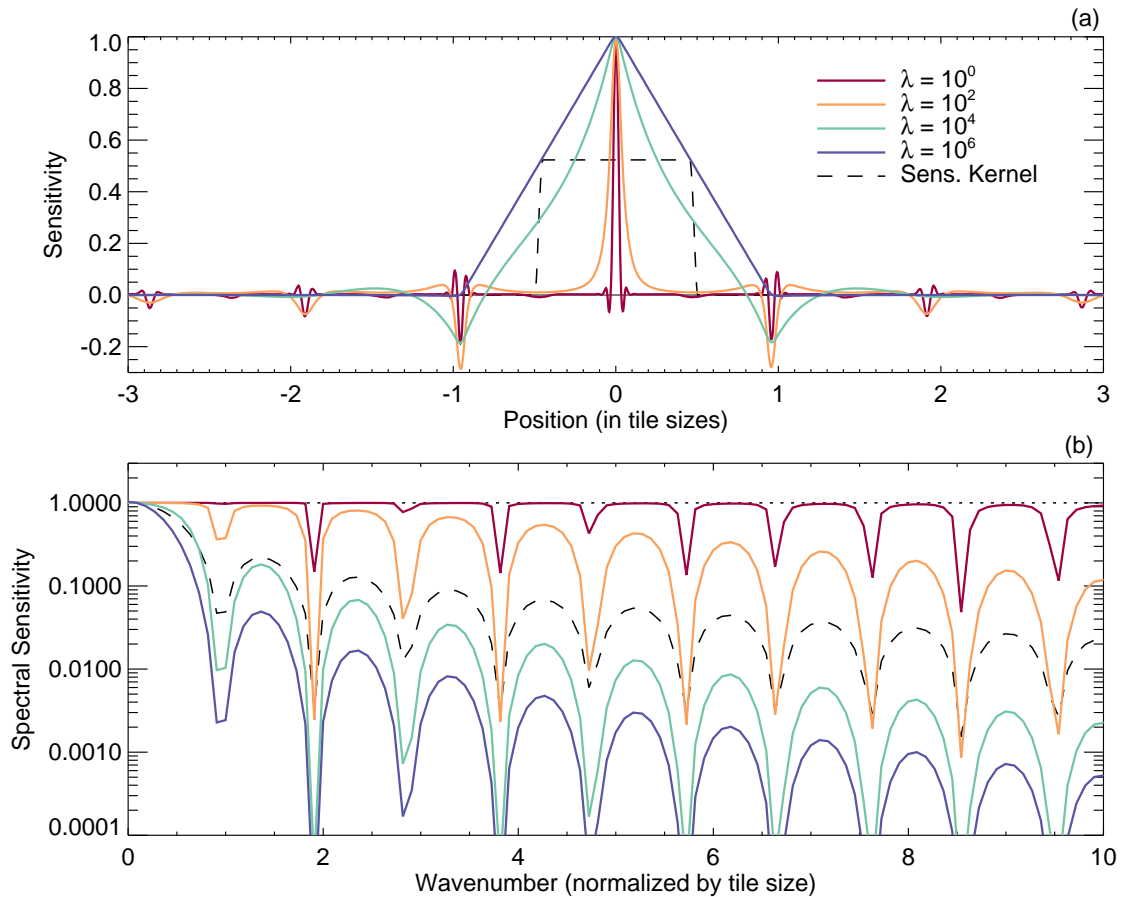 (a)
1.0
0.8
0.6
0.4
0.2
0.0
-0.2
Sensitivity
λ = 10⁰
λ = 10²
λ = 10⁴
λ = 10⁶
Sens. Kernel
-3 -2 -1 0 1 2 3
Position (in tile sizes)
(b)
1.0000
0.1000
0.0100
0.0010
0.0001
Spectral Sensitivity
0 2 4 6 8 10
Wavenumber (normalized by tile size)